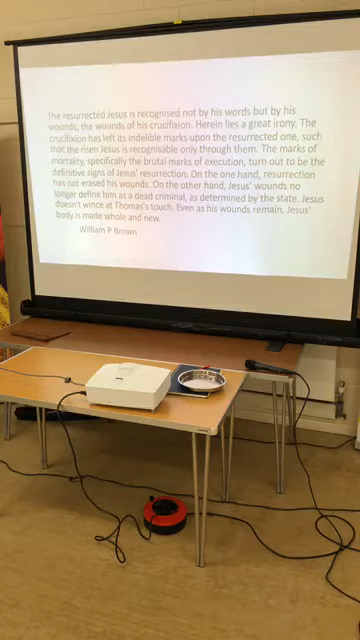 The resurrected Jesus is recognised not by his words but by his
wounds, the wounds of his crucifixion. Herein lies a great irony. The
crucifixion has left its indelible marks upon the resurrected one, such
that the risen Jesus is recognisable only through them. The marks of
mortality, specifically the brutal marks of execution, turn out to be the
definitive signs of Jesus' resurrection. On the one hand, resurrection
has not erased his wounds. On the other hand, Jesus' wounds no
longer define him as a dead criminal, as determined by the state. Jesus
doesn't wince at Thomas's touch. Even as his wounds remain, Jesus'
body is made whole and new.
William P Brown